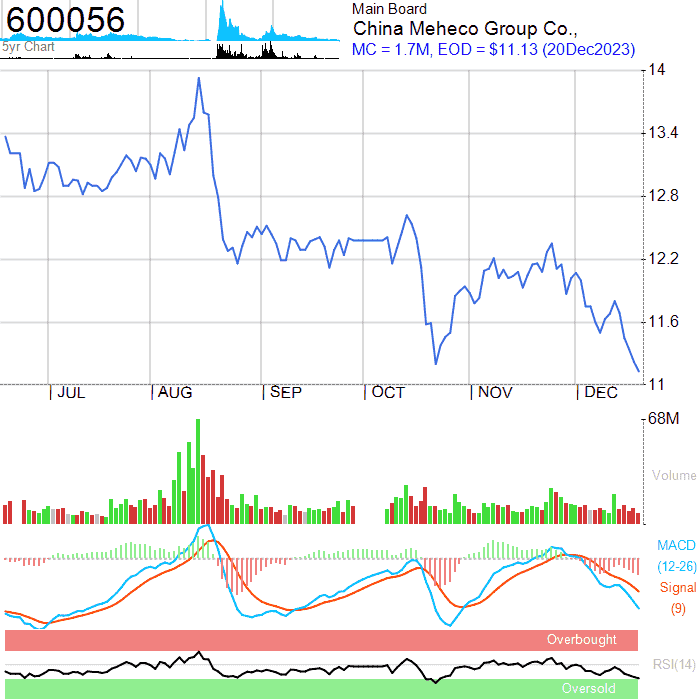 600056
5yr Chart
Main Board
China Meheco Group Co.,
MC = 1.7M, EOD = $11.13 (20Dec2023)
14
13.4
12.8
12.2
11.6
11
| JUL
| AUG
| SEP
| OCT
| NOV
| DEC
68M
Volume
MACD
(12-26)
Signal
(9)
Overbought
RSI(14)
Oversold